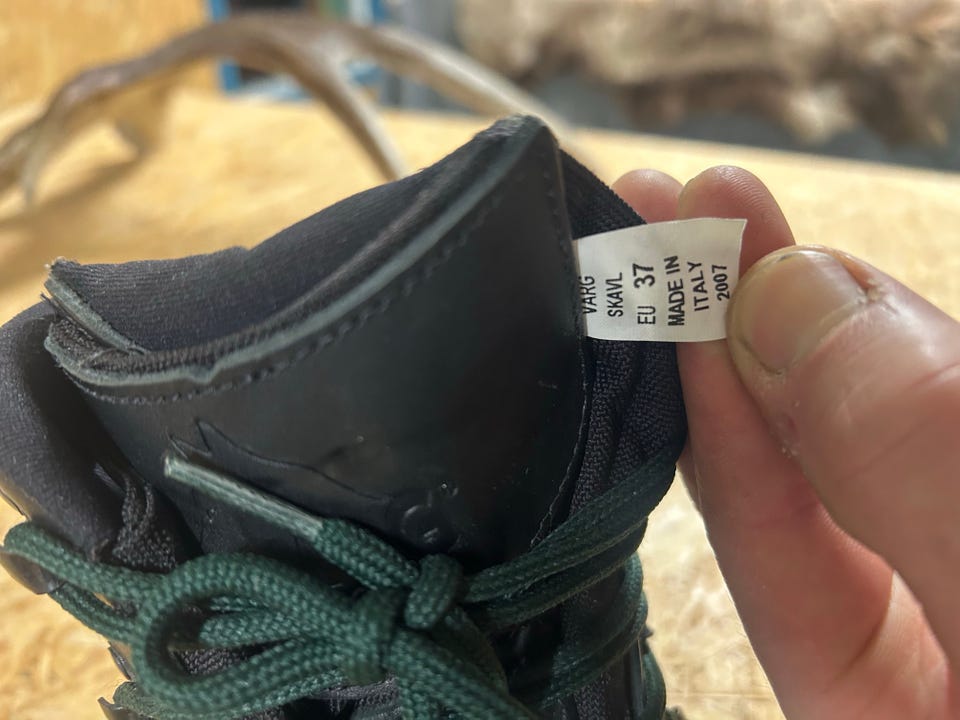 VARG
SKAVL
EU 37
MADE IN
ITALY
2007